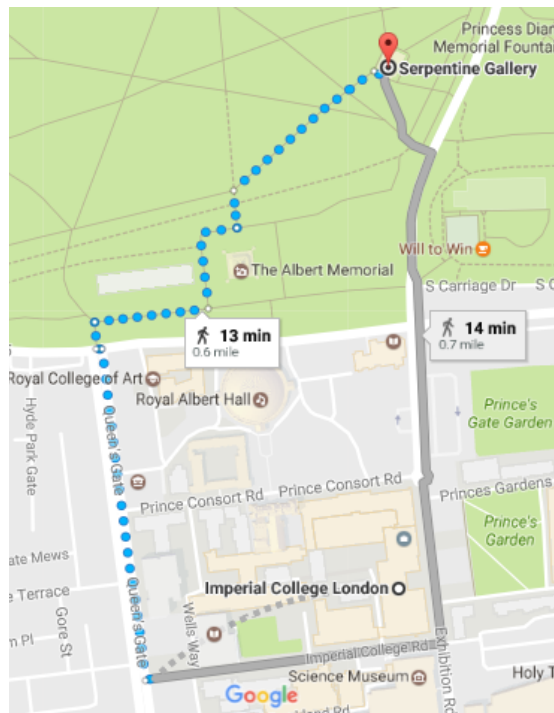 Princess Dian
Memorial Founta
Serpentine Gallery
Will to Win
The Albert Memorial
S Carriage Dr
S C
13 min
0.6 mile
14 min
0.7 mile
Royal College of Art
Royal Albert Hall
Queen's Gate
Hyde Park Gate
Prince's
Gate Garden
Prince Consort Rd
Prince Consort Rd
Princes Gardens
Prince's
Garden
ate Mews
e Terrace
Imperial College London
Queen's Gate
Gore St
m Pl
Wells Way
Imperial College Rd
Exhibition Rd
Science Museum
Holy T
Google